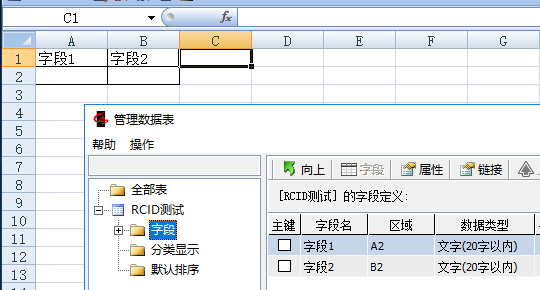 C1
fx
A B C D E F G
1 字段1 字段2
2
3
4
5
6
7
8
9
10
11
12
13
管理数据表
帮助 操作
向上 字段 属性 链接 上
全部表
RCID测试
字段
分类显示
默认排序
[RCID测试] 的字段定义:
主键 字段名 区域 数据类型
字段1 A2 文字(20字以内)
字段2 B2 文字(20字以内)